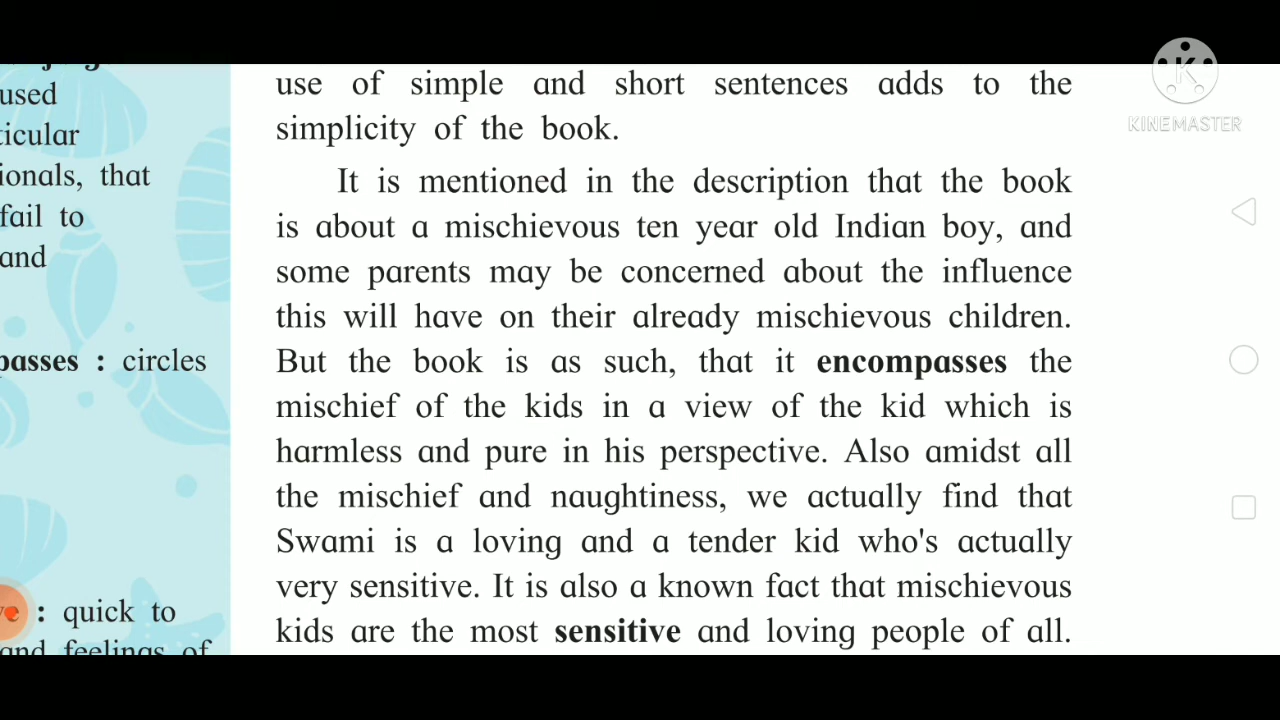 used
ticular
ionals, that
fail to
and
passes : circles
ve : quick to
and feelings of
use of simple and short sentences adds to the
simplicity of the book.
It is mentioned in the description that the book
is about a mischievous ten year old Indian boy, and
some parents may be concerned about the influence
this will have on their already mischievous children.
But the book is as such, that it encompasses the
mischief of the kids in a view of the kid which is
harmless and pure in his perspective. Also amidst all
the mischief and naughtiness, we actually find that
Swami is a loving and a tender kid who's actually
very sensitive. It is also a known fact that mischievous
kids are the most sensitive and loving people of all.
K
KINEMASTER